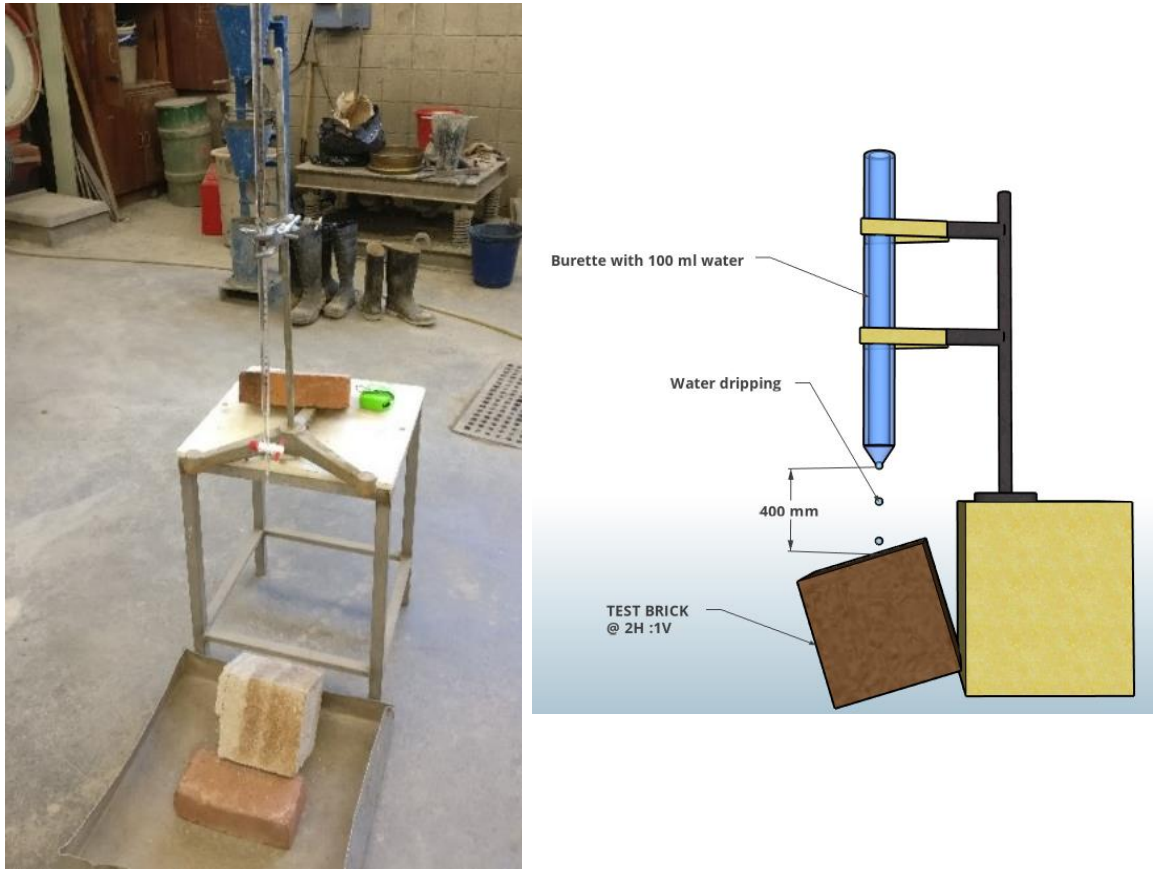 Burette with 100 ml water
Water dripping
400 mm
TEST BRICK
@ 2H :1V